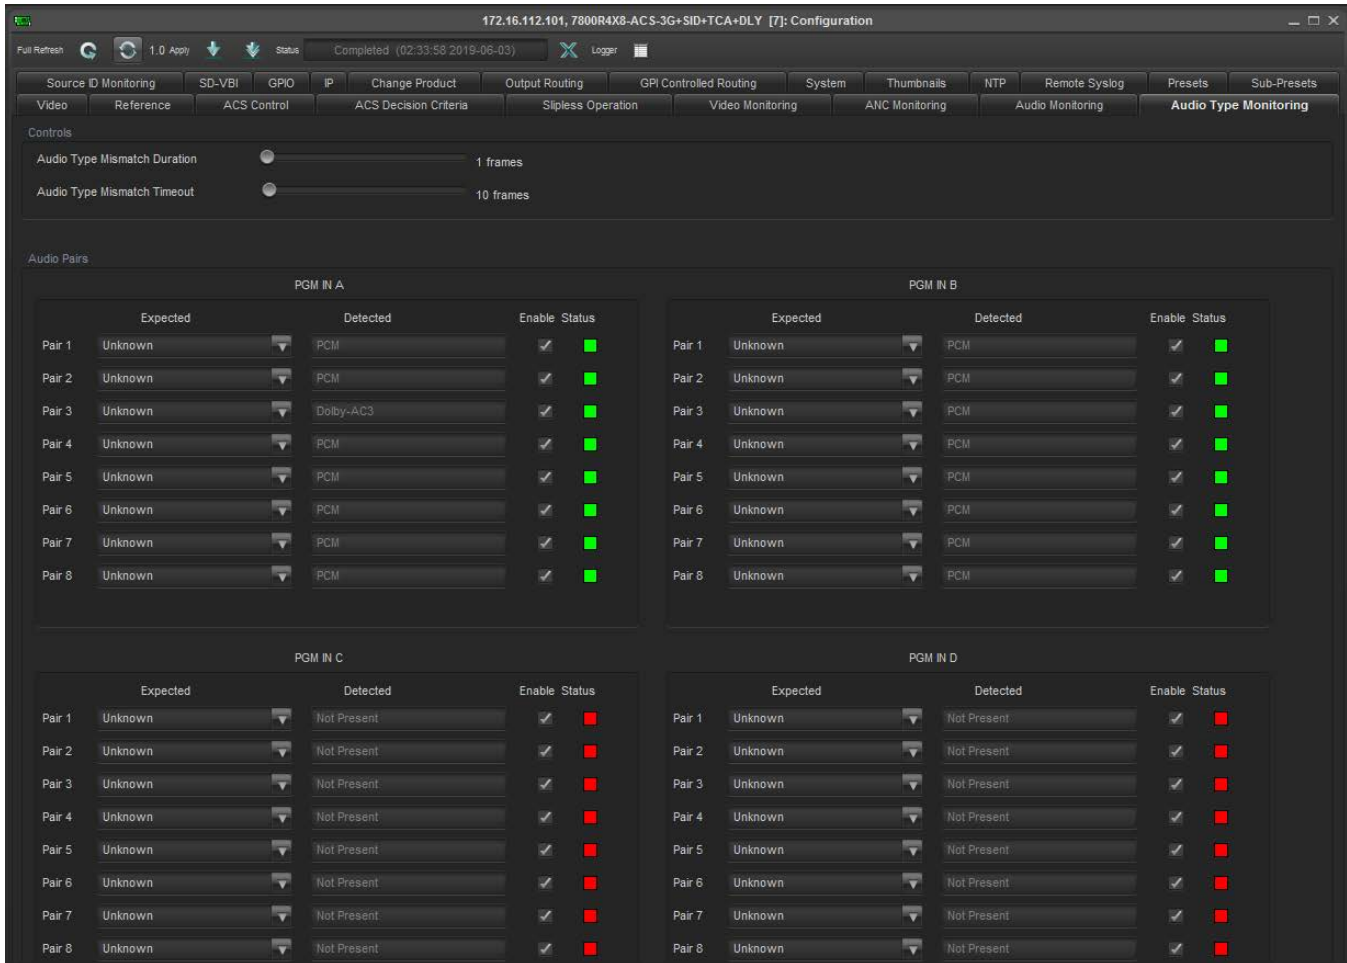 172.16.112.101, 7800R4X8-ACS-3G+SID+TCA+DLY [7]: Configuration
Full Refresh 1.0 Apply Status Completed (02:33:58 2019-06-03) Logger
Source ID Monitoring SD-VBI GPIO IP Change Product Output Routing GPI Controlled Routing System Thumbnails NTP Remote Syslog Presets Sub-Presets
Video Reference ACS Control ACS Decision Criteria Slipless Operation Video Monitoring ANC Monitoring Audio Monitoring Audio Type Monitoring
Controls
Audio Type Mismatch Duration 1 frames
Audio Type Mismatch Timeout 10 frames
Audio Pairs
PGM IN A
Expected Detected Enable Status
Pair 1 Unknown PCM
Pair 2 Unknown PCM
Pair 3 Unknown Dolby-AC3
Pair 4 Unknown PCM
Pair 5 Unknown PCM
Pair 6 Unknown PCM
Pair 7 Unknown PCM
Pair 8 Unknown PCM
PGM IN B
Expected Detected Enable Status
Pair 1 Unknown PCM
Pair 2 Unknown PCM
Pair 3 Unknown PCM
Pair 4 Unknown PCM
Pair 5 Unknown PCM
Pair 6 Unknown PCM
Pair 7 Unknown PCM
Pair 8 Unknown PCM
PGM IN C
Expected Detected Enable Status
Pair 1 Unknown Not Present
Pair 2 Unknown Not Present
Pair 3 Unknown Not Present
Pair 4 Unknown Not Present
Pair 5 Unknown Not Present
Pair 6 Unknown Not Present
Pair 7 Unknown Not Present
Pair 8 Unknown Not Present
PGM IN D
Expected Detected Enable Status
Pair 1 Unknown Not Present
Pair 2 Unknown Not Present
Pair 3 Unknown Not Present
Pair 4 Unknown Not Present
Pair 5 Unknown Not Present
Pair 6 Unknown Not Present
Pair 7 Unknown Not Present
Pair 8 Unknown Not Present